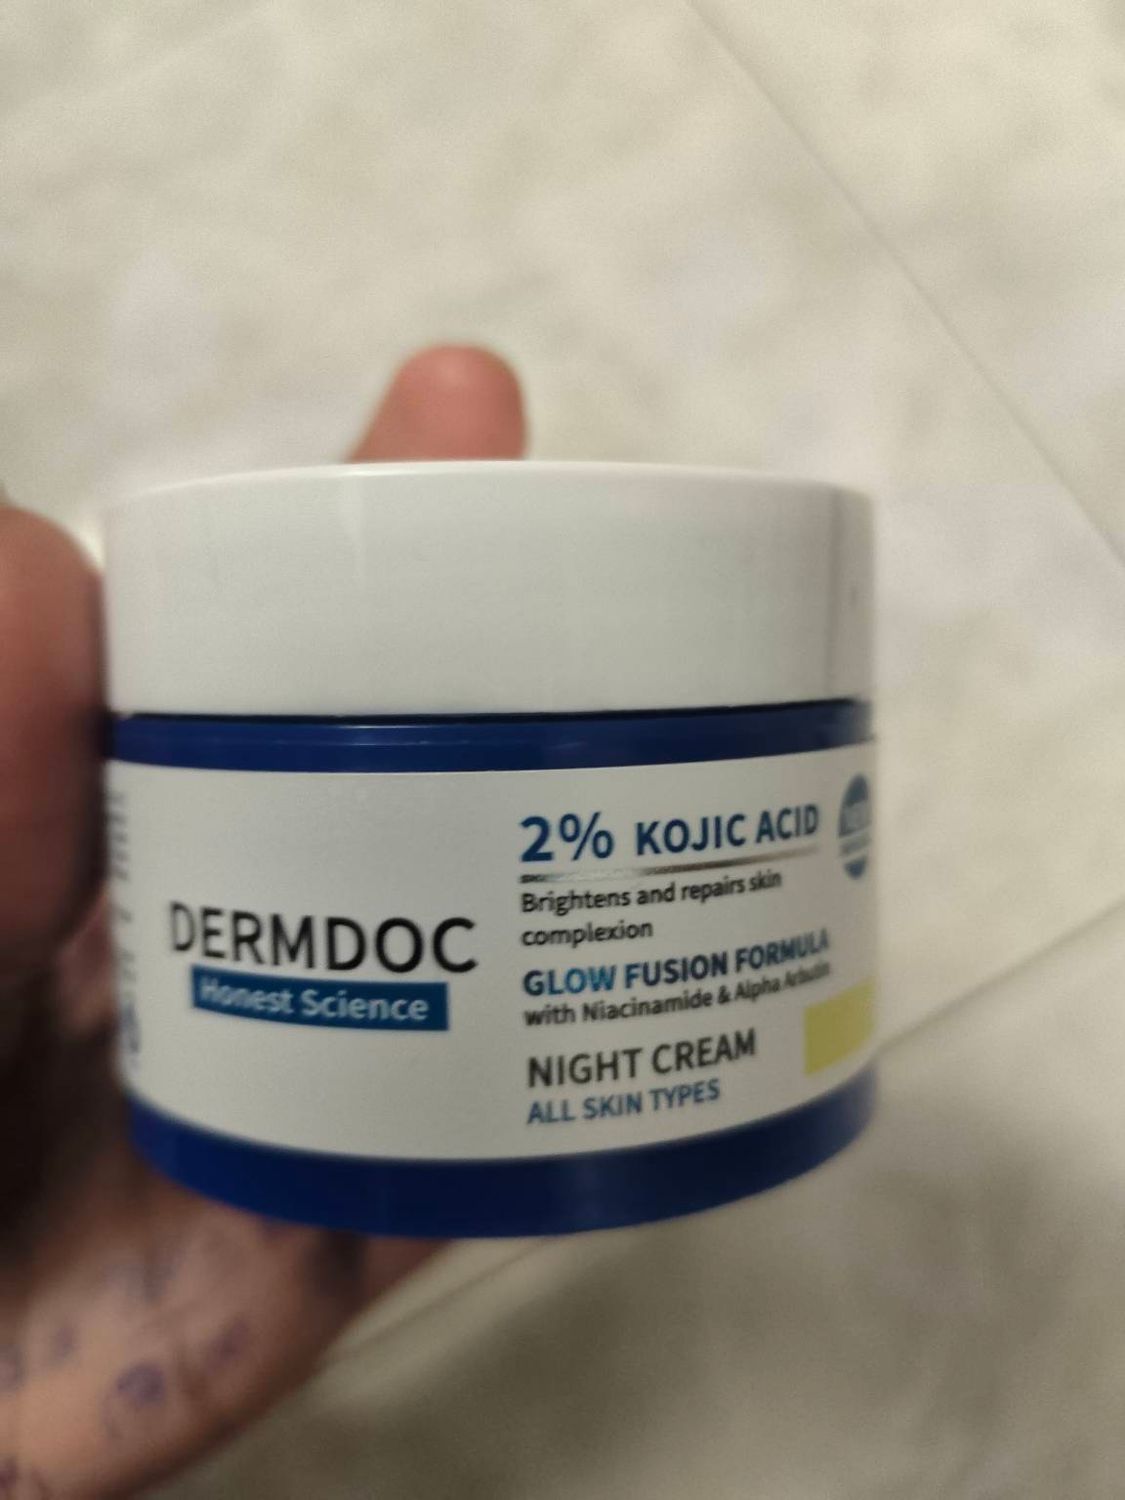 DERMDOC
Honest Science
2% KOJIC ACID
Brightens and repairs skin
complexion
GLOW FUSION FORMULA
with Niacinamide & Alpha Arbutin
NIGHT CREAM
ALL SKIN TYPES